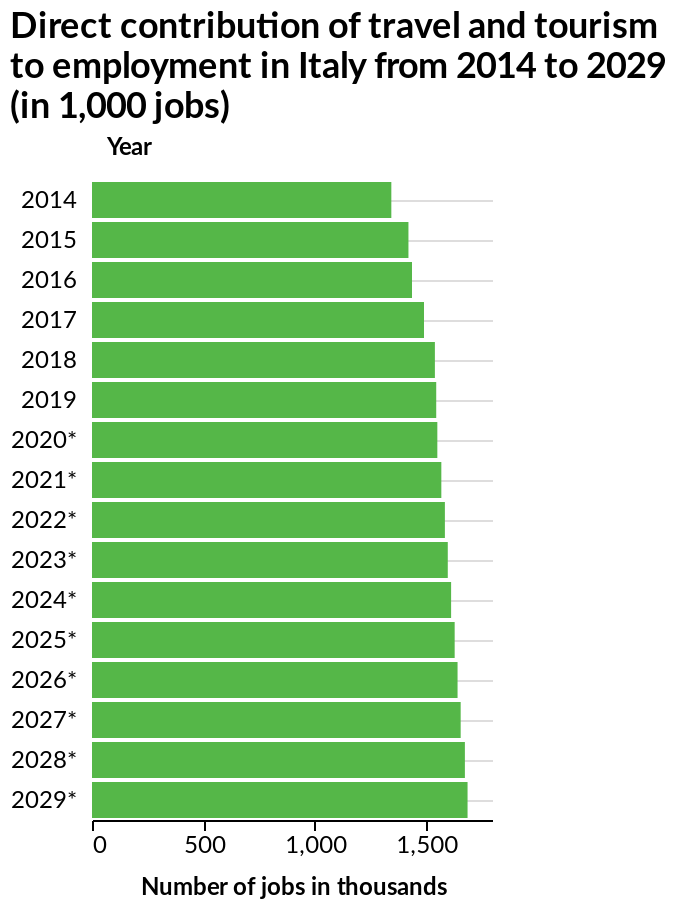 Direct contribution of travel and tourism
to employment in Italy from 2014 to 2029
(in 1,000 jobs)
Year
2014
2015
2016
2017
2018
2019
2020*
2021*
2022*
2023*
2024*
2025*
2026*
2027*
2028*
2029*
0 500 1,000 1,500
Number of jobs in thousands